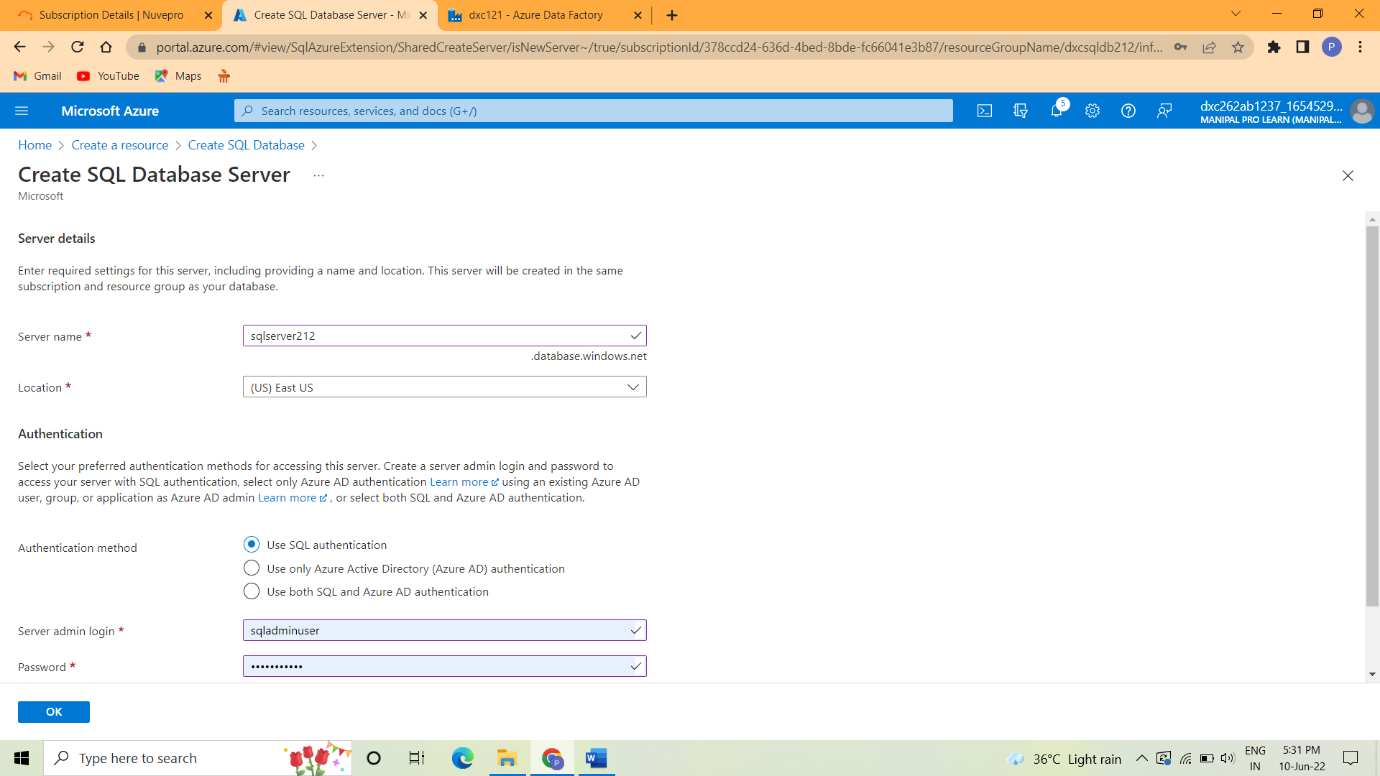 Subscription Details | Nuvepro
Create SQL Database Server - Mi
dxc121 - Azure Data Factory
portal.azure.com/#view/SqlAzureExtension/SharedCreateServer/isNewServer~/true/subscriptionId/378ccd24-636d-4bed-8bde-fc66041e3b87/resourceGroupName/dxcsqldb212/inf...
P
Gmail
YouTube
Maps
Microsoft Azure
Search resources, services, and docs (G+/)
5
dxc262ab1237_1654529...
MANIPAL PRO LEARN (MANIPAL...
Home > Create a resource > Create SQL Database >
Create SQL Database Server ...
Microsoft
Server details
Enter required settings for this server, including providing a name and location. This server will be created in the same
subscription and resource group as your database.
Server name *
sqlserver212
.database.windows.net
Location *
(US) East US
Authentication
Select your preferred authentication methods for accessing this server. Create a server admin login and password to
access your server with SQL authentication, select only Azure AD authentication Learn more using an existing Azure AD
user, group, or application as Azure AD admin Learn more , or select both SQL and Azure AD authentication.
Authentication method
Use SQL authentication
Use only Azure Active Directory (Azure AD) authentication
Use both SQL and Azure AD authentication
Server admin login *
sqladminuser
Password *
•••••••••••
OK
Type here to search
P
36°C Light rain
ENG
IN
5:31 PM
10-Jun-22